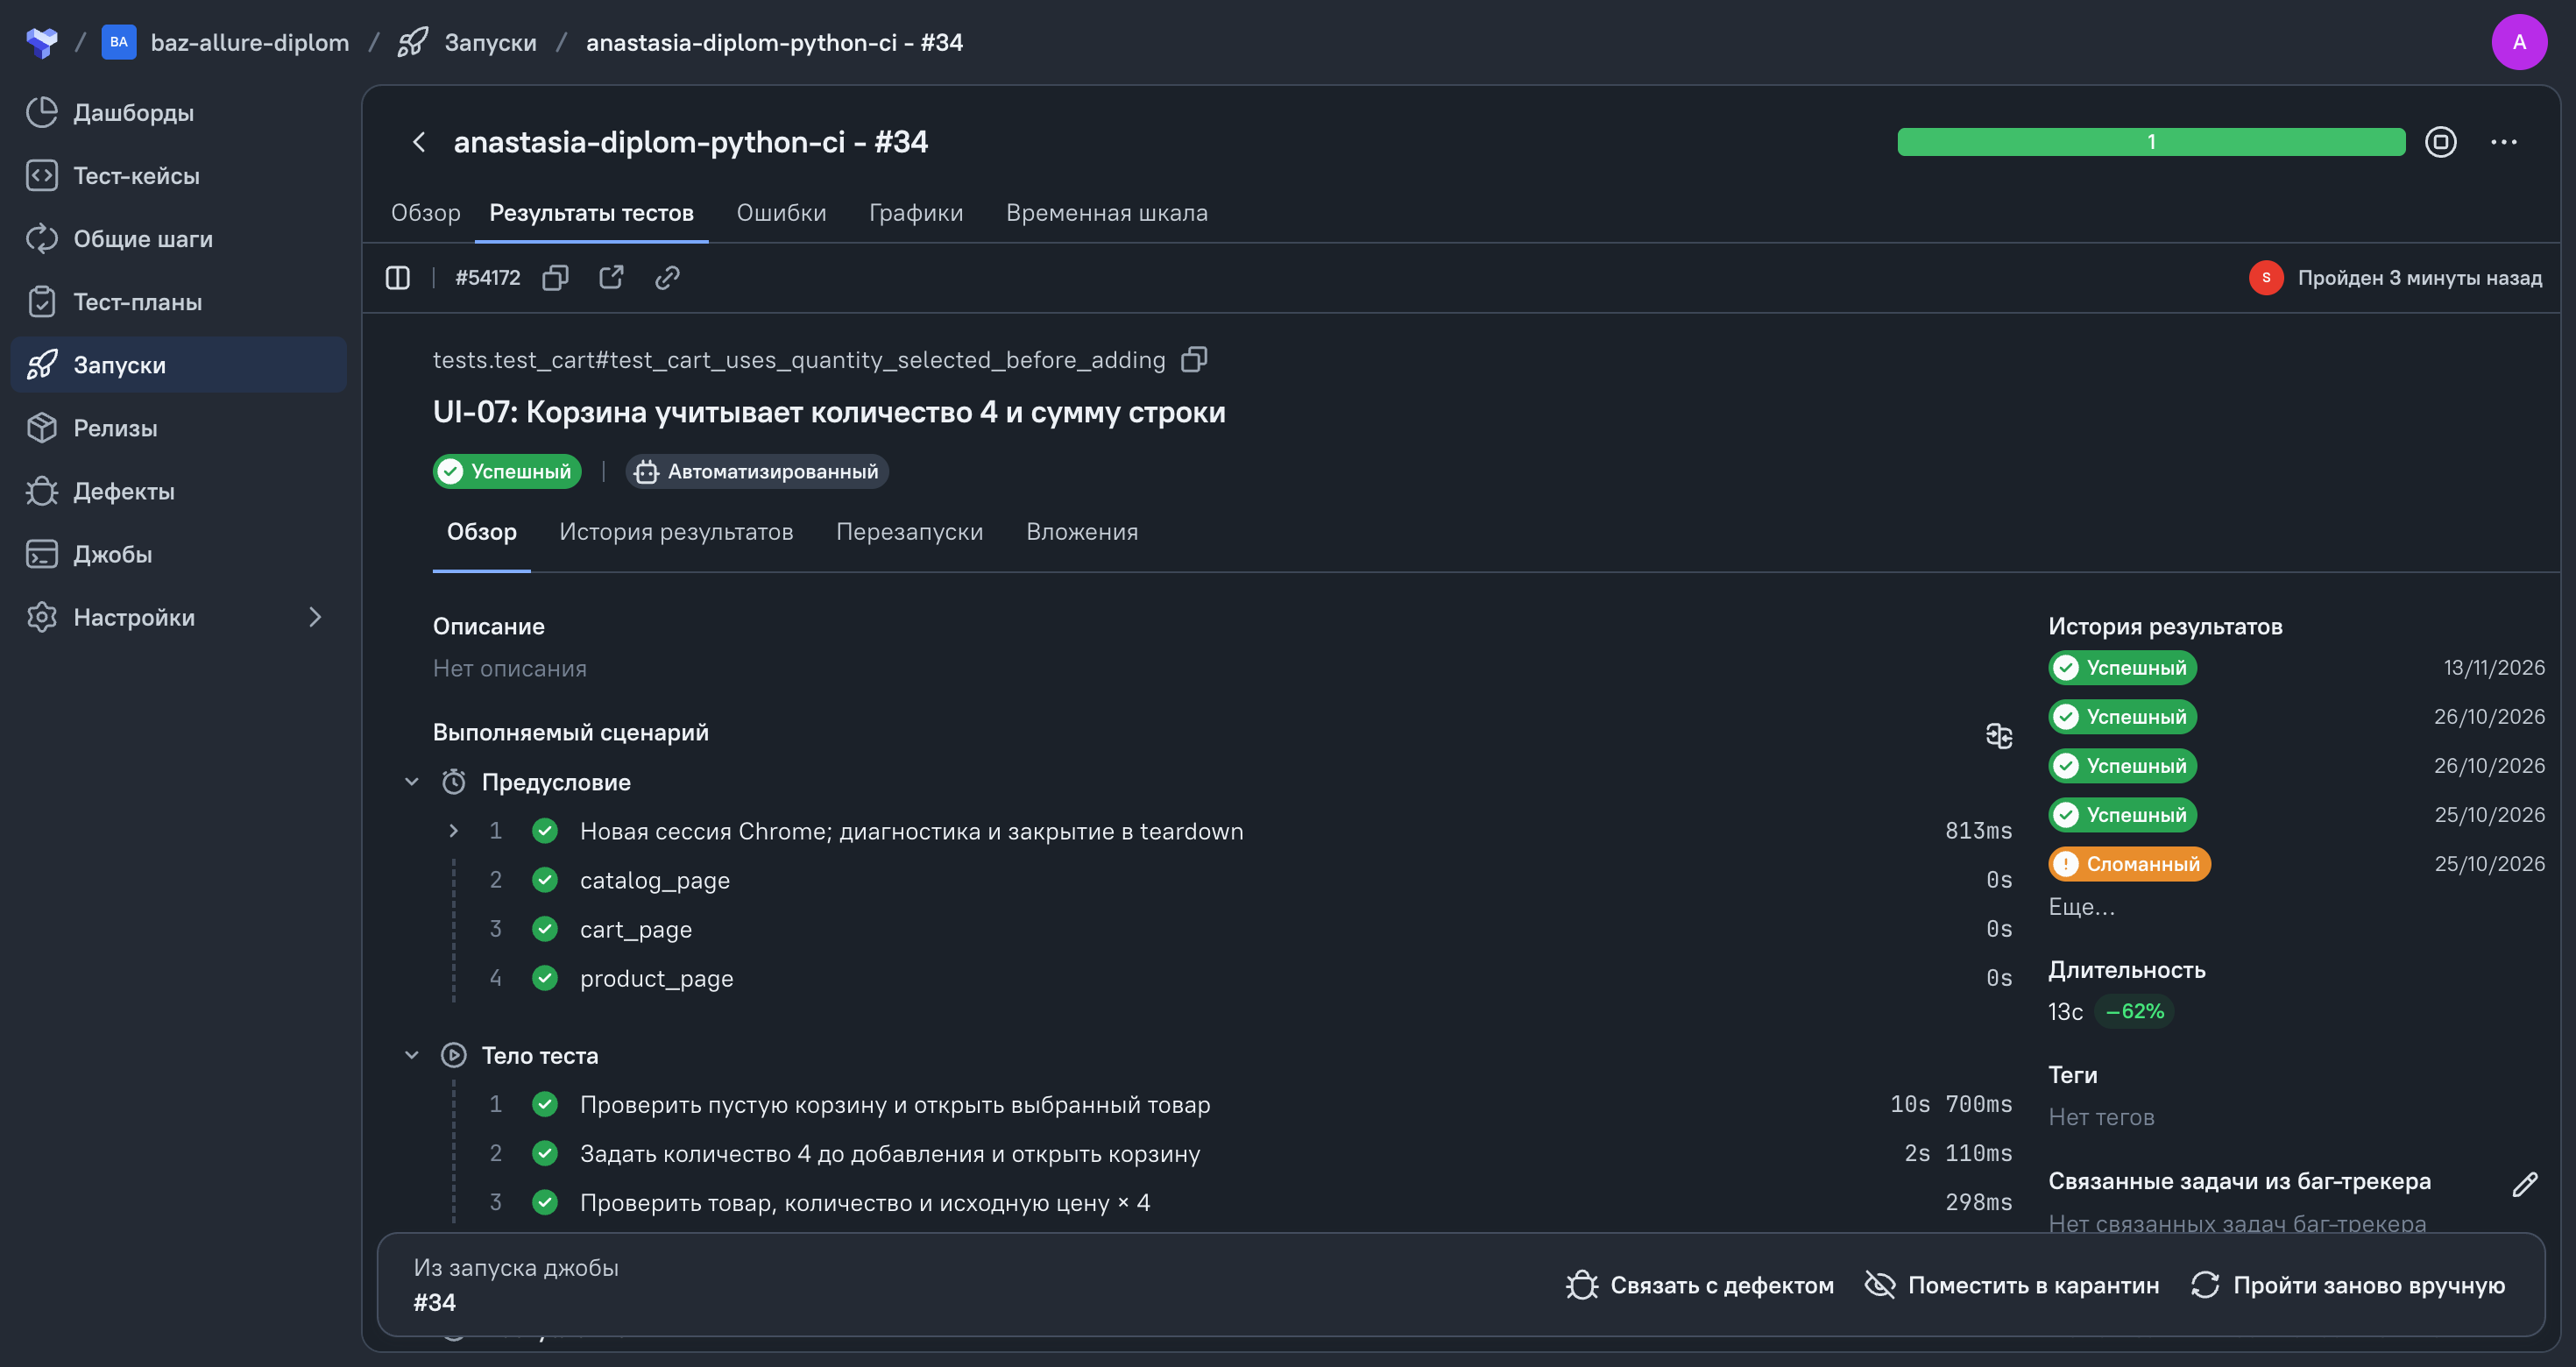 / BA baz-allure-diplom / Запуски / anastasia-diplom-python-ci - #34
A
Дашборды
Тест-кейсы
Общие шаги
Тест-планы
Запуски
Релизы
Дефекты
Джобы
Настройки
anastasia-diplom-python-ci - #34
1
Обзор Результаты тестов Ошибки Графики Временная шкала
#54172
S Пройден 3 минуты назад
tests.test_cart#test_cart_uses_quantity_selected_before_adding
UI-07: Корзина учитывает количество 4 и сумму строки
Успешный | Автоматизированный
Обзор История результатов Перезапуски Вложения
Описание
Нет описания
Выполняемый сценарий
Предусловие
1 Новая сессия Chrome; диагностика и закрытие в teardown 813ms
2 catalog_page 0s
3 cart_page 0s
4 product_page 0s
Тело теста
1 Проверить пустую корзину и открыть выбранный товар 10s 700ms
2 Задать количество 4 до добавления и открыть корзину 2s 110ms
3 Проверить товар, количество и исходную цену × 4 298ms
История результатов
Успешный 13/11/2026
Успешный 26/10/2026
Успешный 26/10/2026
Успешный 25/10/2026
Сломанный 25/10/2026
Еще...
Длительность
13с −62%
Теги
Нет тегов
Связанные задачи из баг-трекера
Нет связанных задач баг-трекера
Из запуска джобы
#34
Связать с дефектом
Поместить в карантин
Пройти заново вручную